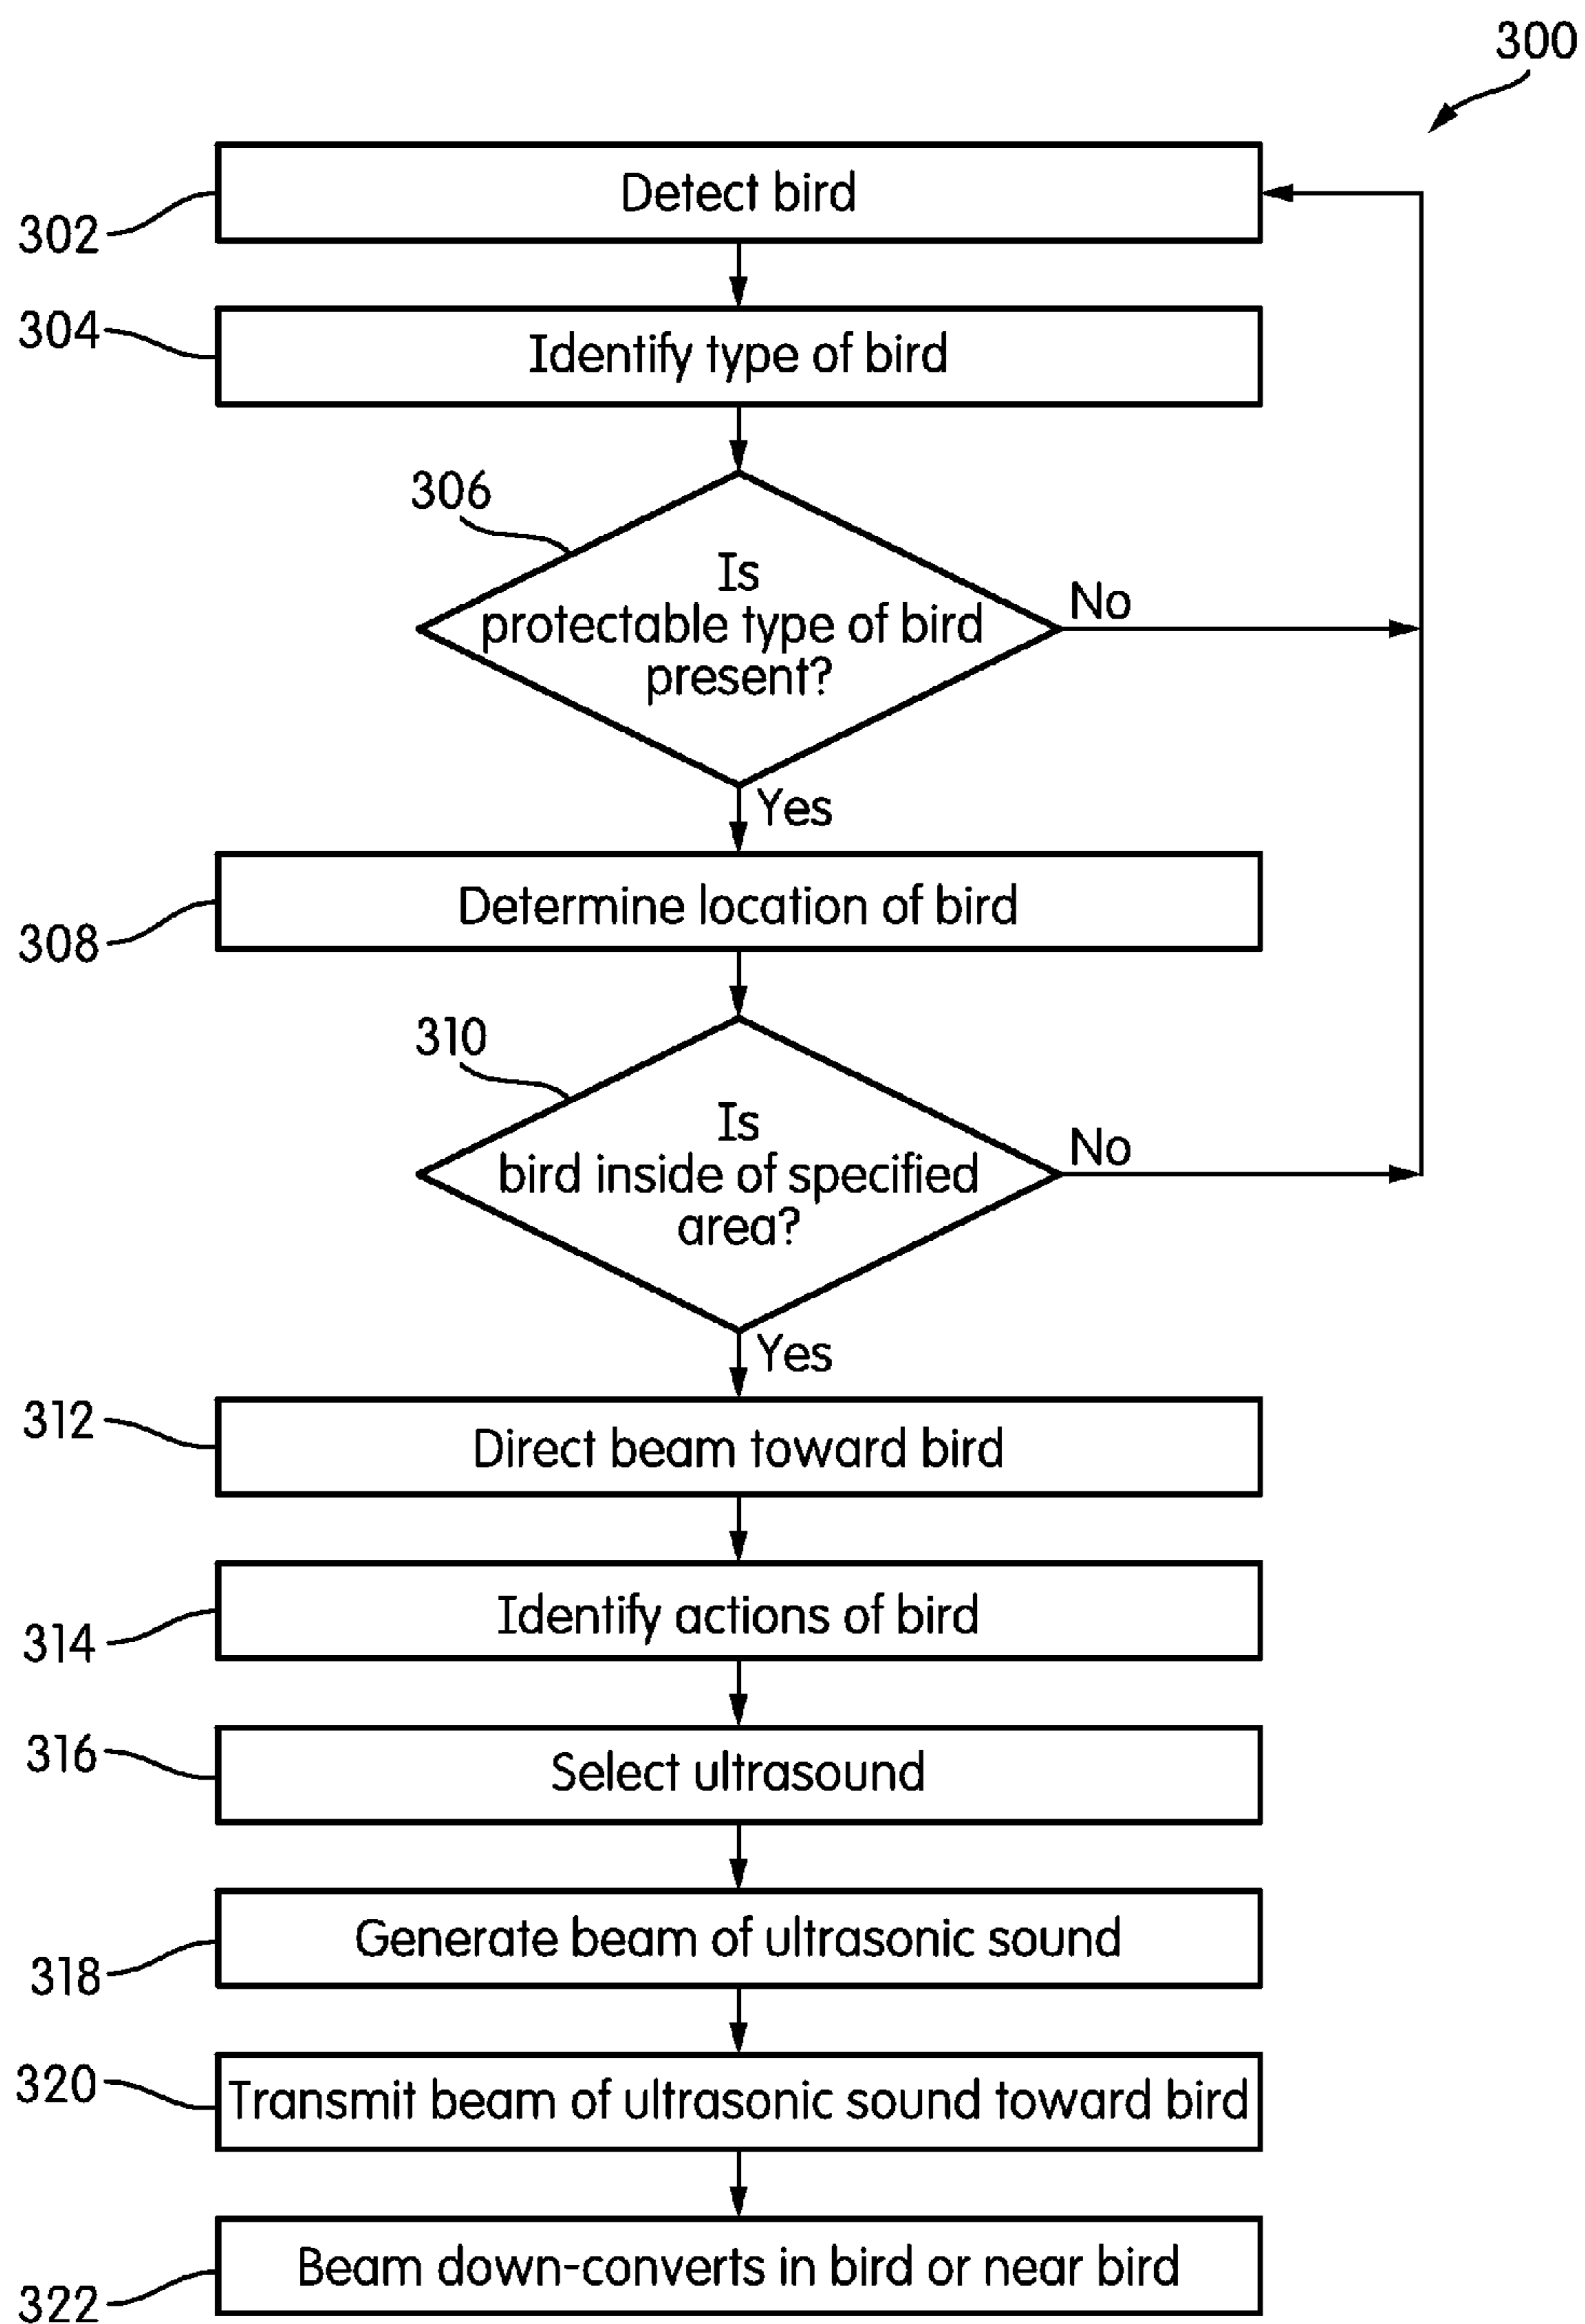 300
Detect bird
302
304
Identify type of bird
306
Is
protectable type of bird
present?
No
Yes
Determine location of bird
308
310
Is
bird inside of specified
area?
No
Yes
312
Direct beam toward bird
Identify actions of bird
314
316
Select ultrasound
Generate beam of ultrasonic sound
318
320
Transmit beam of ultrasonic sound toward bird
Beam down-converts in bird or near bird
322